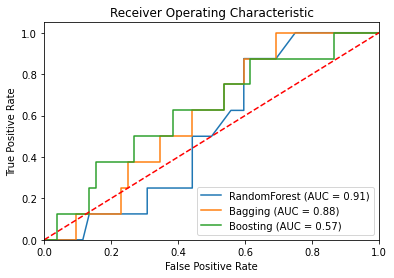 Receiver Operating Characteristic
True Positive Rate
1.0
0.8
0.6
0.4
0.2
0.0
RandomForest (AUC = 0.91)
Bagging (AUC = 0.88)
Boosting (AUC = 0.57)
0.0 0.2 0.4 0.6 0.8 1.0
False Positive Rate